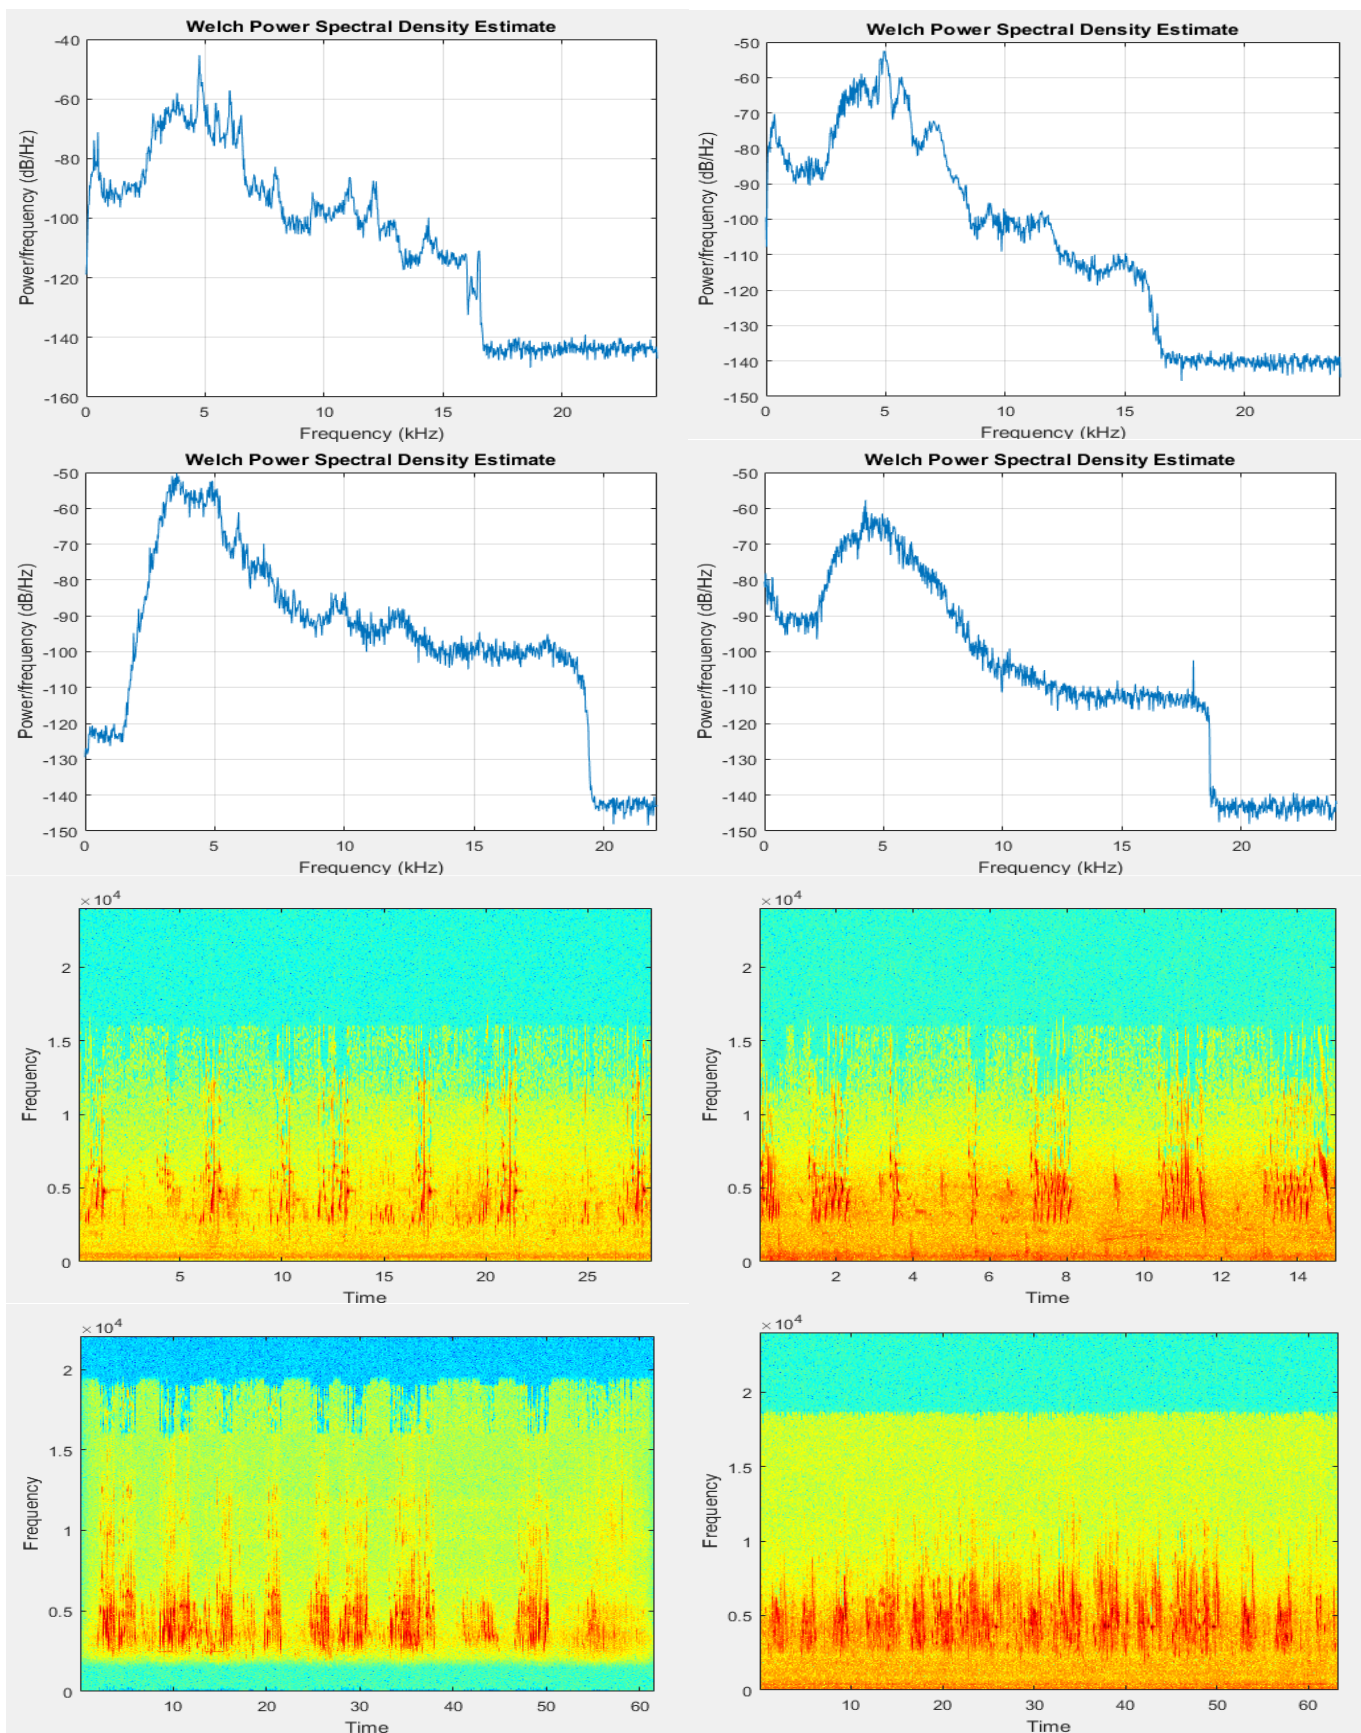 Welch Power Spectral Density Estimate
-40
-60
-80
-100
-120
-140
-160
Power/frequency (dB/Hz)
0 5 10 15 20
Frequency (kHz)
Welch Power Spectral Density Estimate
-50
-60
-70
-80
-90
-100
-110
-120
-130
-140
-150
Power/frequency (dB/Hz)
0 5 10 15 20
Frequency (kHz)
Welch Power Spectral Density Estimate
-50
-60
-70
-80
-90
-100
-110
-120
-130
-140
-150
Power/frequency (dB/Hz)
0 5 10 15 20
Frequency (kHz)
Welch Power Spectral Density Estimate
-50
-60
-70
-80
-90
-100
-110
-120
-130
-140
-150
Power/frequency (dB/Hz)
0 5 10 15 20
Frequency (kHz)
×10⁴
2
1.5
1
0.5
0
Frequency
5 10 15 20 25
Time
×10⁴
2
1.5
1
0.5
0
Frequency
2 4 6 8 10 12 14
Time
×10⁴
2
1.5
1
0.5
0
Frequency
10 20 30 40 50 60
Time
×10⁴
2
1.5
1
0.5
0
Frequency
10 20 30 40 50 60
Time